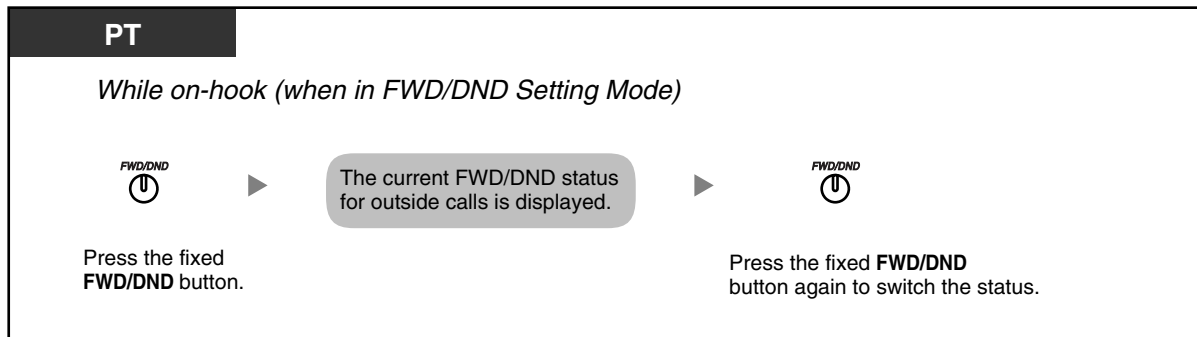 PT
While on-hook (when in FWD/DND Setting Mode)
FWD/DND
The current FWD/DND status
for outside calls is displayed.
FWD/DND
Press the fixed
FWD/DND button.
Press the fixed FWD/DND
button again to switch the status.